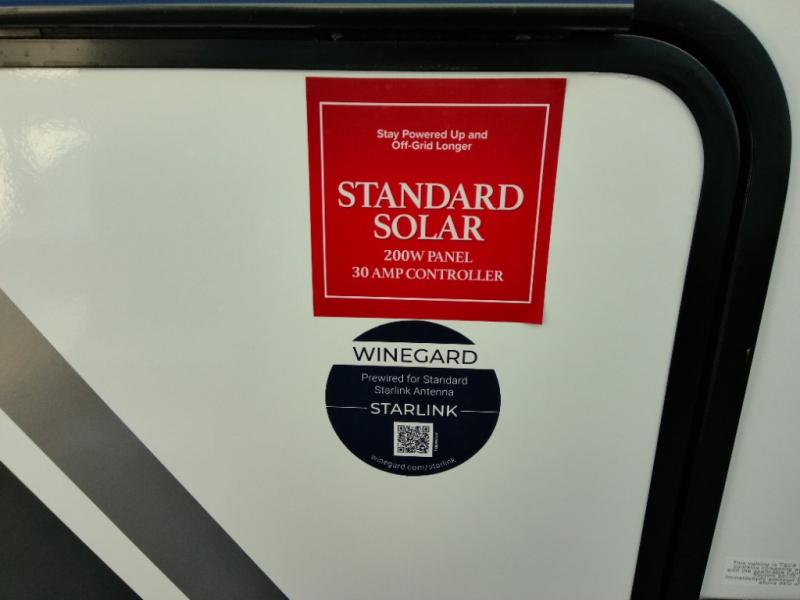 Stay Powered Up and
Off-Grid Longer
STANDARD
SOLAR
200W PANEL
30 AMP CONTROLLER
WINEGARD
Prewired for Standard
Starlink Antenna
STARLINK
winegard.com/starlink